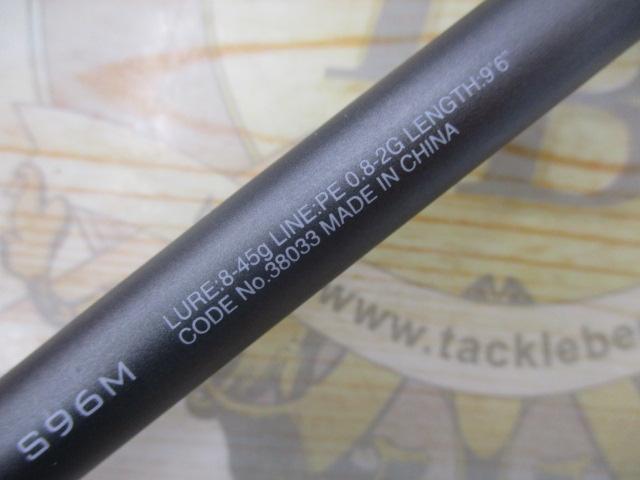 S96M
LURE:8-45g LINE:PE 0.8-2G LENGTH:9'6"
CODE No.38033 MADE IN CHINA
www.tacklebe